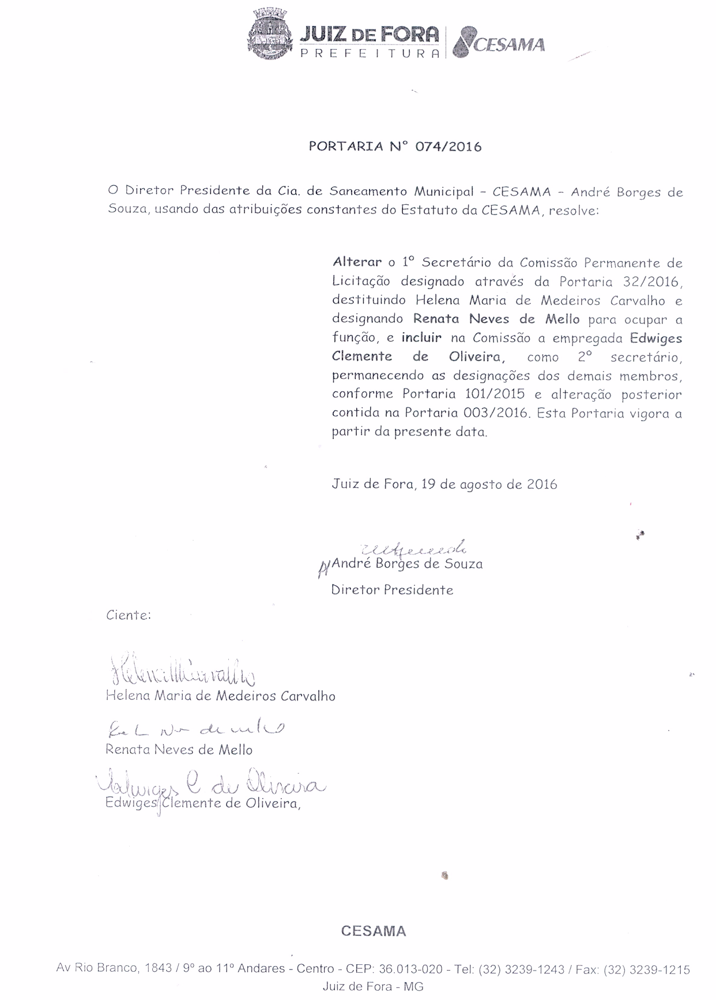 JUIZ DE FORA
PREFEITURA
CESAMA
PORTARIA Nº 074/2016
O Diretor Presidente da Cia. de Saneamento Municipal – CESAMA – André Borges de
Souza, usando das atribuições constantes do Estatuto da CESAMA, resolve:
Alterar o 1º Secretário da Comissão Permanente de
Licitação designado através da Portaria 32/2016,
destituindo Helena Maria de Medeiros Carvalho e
designando Renata Neves de Mello para ocupar a
função, e incluir na Comissão a empregada Edwiges
Clemente de Oliveira, como 2º secretário,
permanecendo as designações dos demais membros,
conforme Portaria 101/2015 e alteração posterior
contida na Portaria 003/2016. Esta Portaria vigora a
partir da presente data.
Juiz de Fora, 19 de agosto de 2016
André Borges de Souza
Diretor Presidente
Ciente:
Helena M Carvalho
Helena Maria de Medeiros Carvalho
Renata Neves de Mello
Edwiges C de Oliveira
Edwiges Clemente de Oliveira,
CESAMA
Av Rio Branco, 1843 / 9º ao 11º Andares - Centro - CEP: 36.013-020 - Tel: (32) 3239-1243 / Fax: (32) 3239-1215
Juiz de Fora - MG